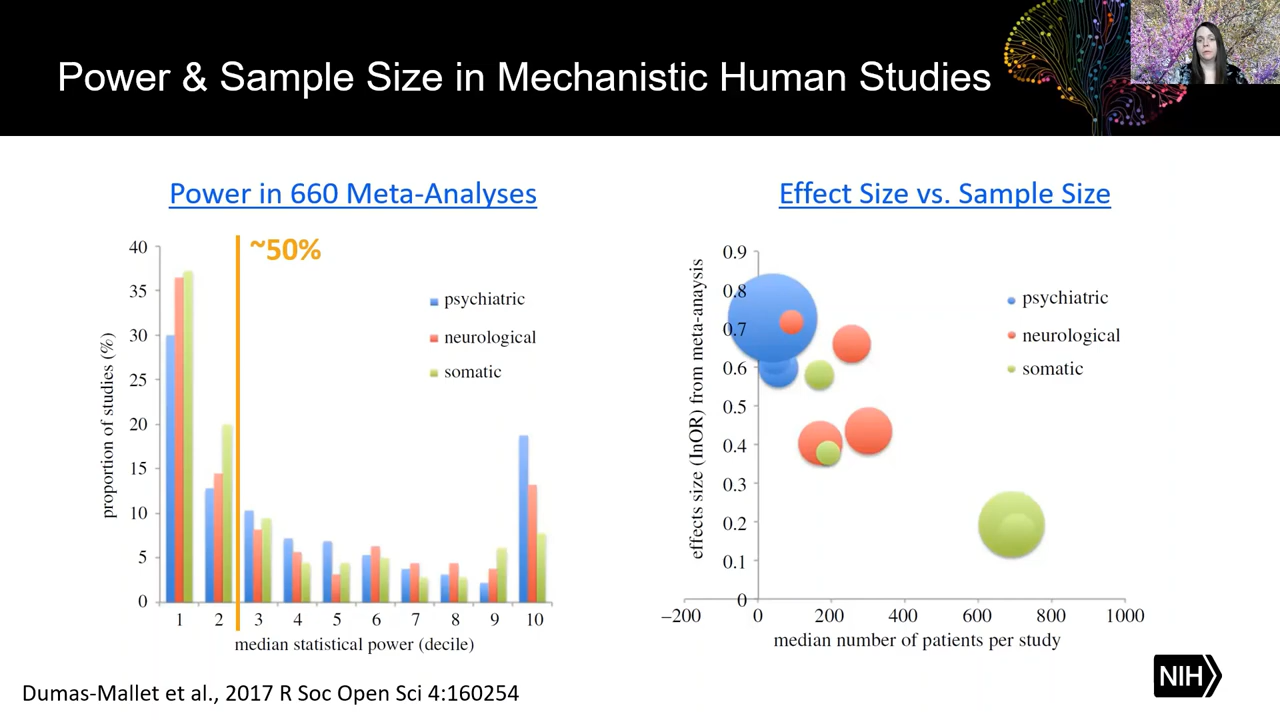 Power & Sample Size in Mechanistic Human Studies
Power in 660 Meta-Analyses
~50%
40
35
30
25
20
15
10
5
0
proportion of studies (%)
psychiatric
neurological
somatic
1 2 3 4 5 6 7 8 9 10
median statistical power (decile)
Effect Size vs. Sample Size
0.9
0.8
0.7
0.6
0.5
0.4
0.3
0.2
0.1
0
effects size (lnOR) from meta-anaysis
psychiatric
neurological
somatic
–200 0 200 400 600 800 1000
median number of patients per study
Dumas-Mallet et al., 2017 R Soc Open Sci 4:160254
NIH